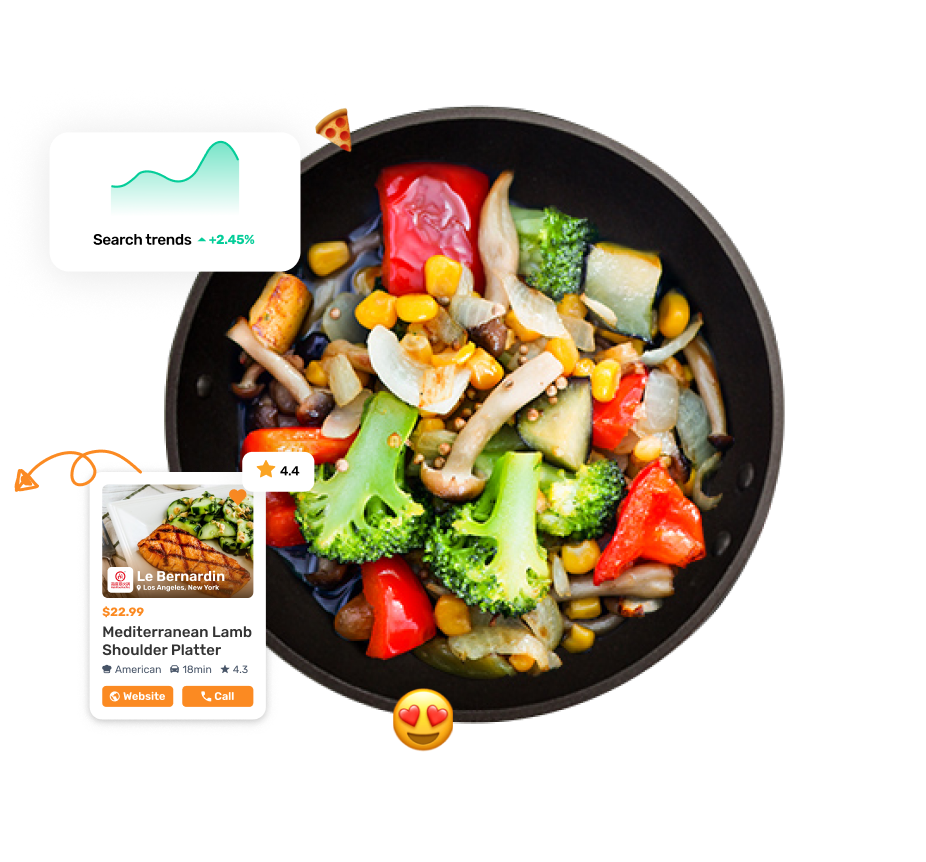 Search trends +2.45%
4.4
Le Bernardin
Los Angeles, New York
$22.99
Mediterranean Lamb
Shoulder Platter
American 18min 4.3
Website Call